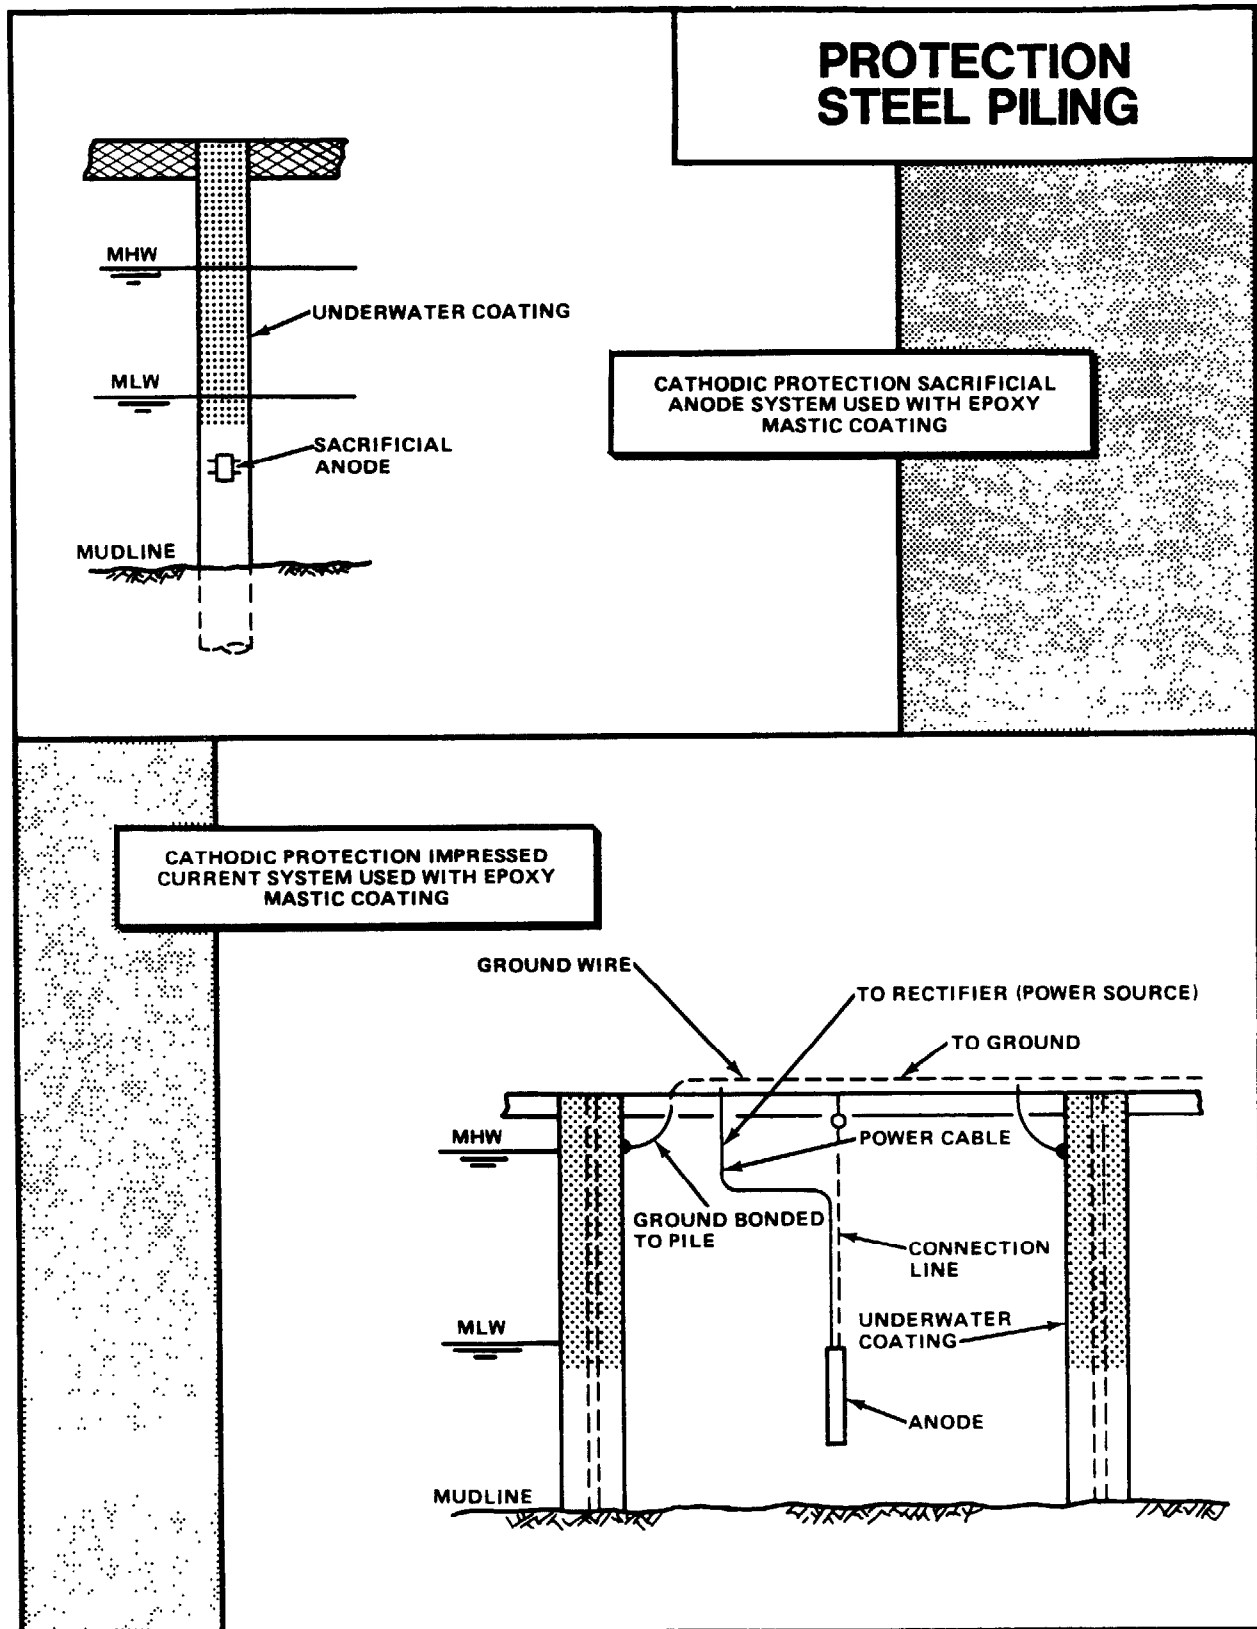 PROTECTION
STEEL PILING
MHW
UNDERWATER COATING
MLW
SACRIFICIAL
ANODE
MUDLINE
CATHODIC PROTECTION SACRIFICIAL
ANODE SYSTEM USED WITH EPOXY
MASTIC COATING
CATHODIC PROTECTION IMPRESSED
CURRENT SYSTEM USED WITH EPOXY
MASTIC COATING
GROUND WIRE
TO RECTIFIER (POWER SOURCE)
TO GROUND
MHW
POWER CABLE
GROUND BONDED
TO PILE
CONNECTION
LINE
MLW
UNDERWATER
COATING
ANODE
MUDLINE